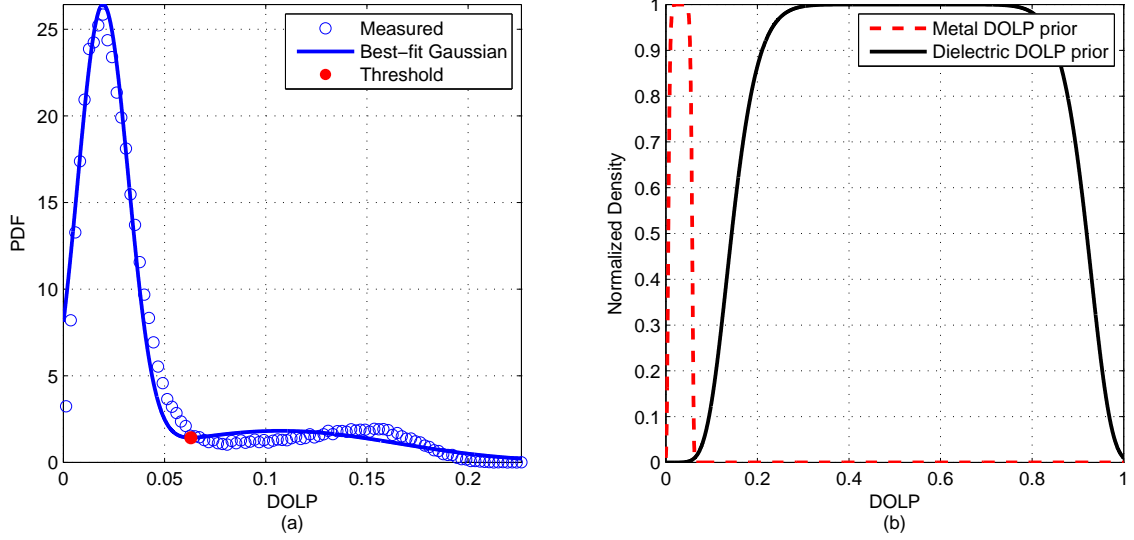 25
20
15
10
5
0
0
0.05
0.1
0.15
0.2
PDF
DOLP
(a)
Measured
Best−fit Gaussian
Threshold
1
0.9
0.8
0.7
0.6
0.5
0.4
0.3
0.2
0.1
0
0
0.2
0.4
0.6
0.8
1
Normalized Density
DOLP
(b)
Metal DOLP prior
Dielectric DOLP prior